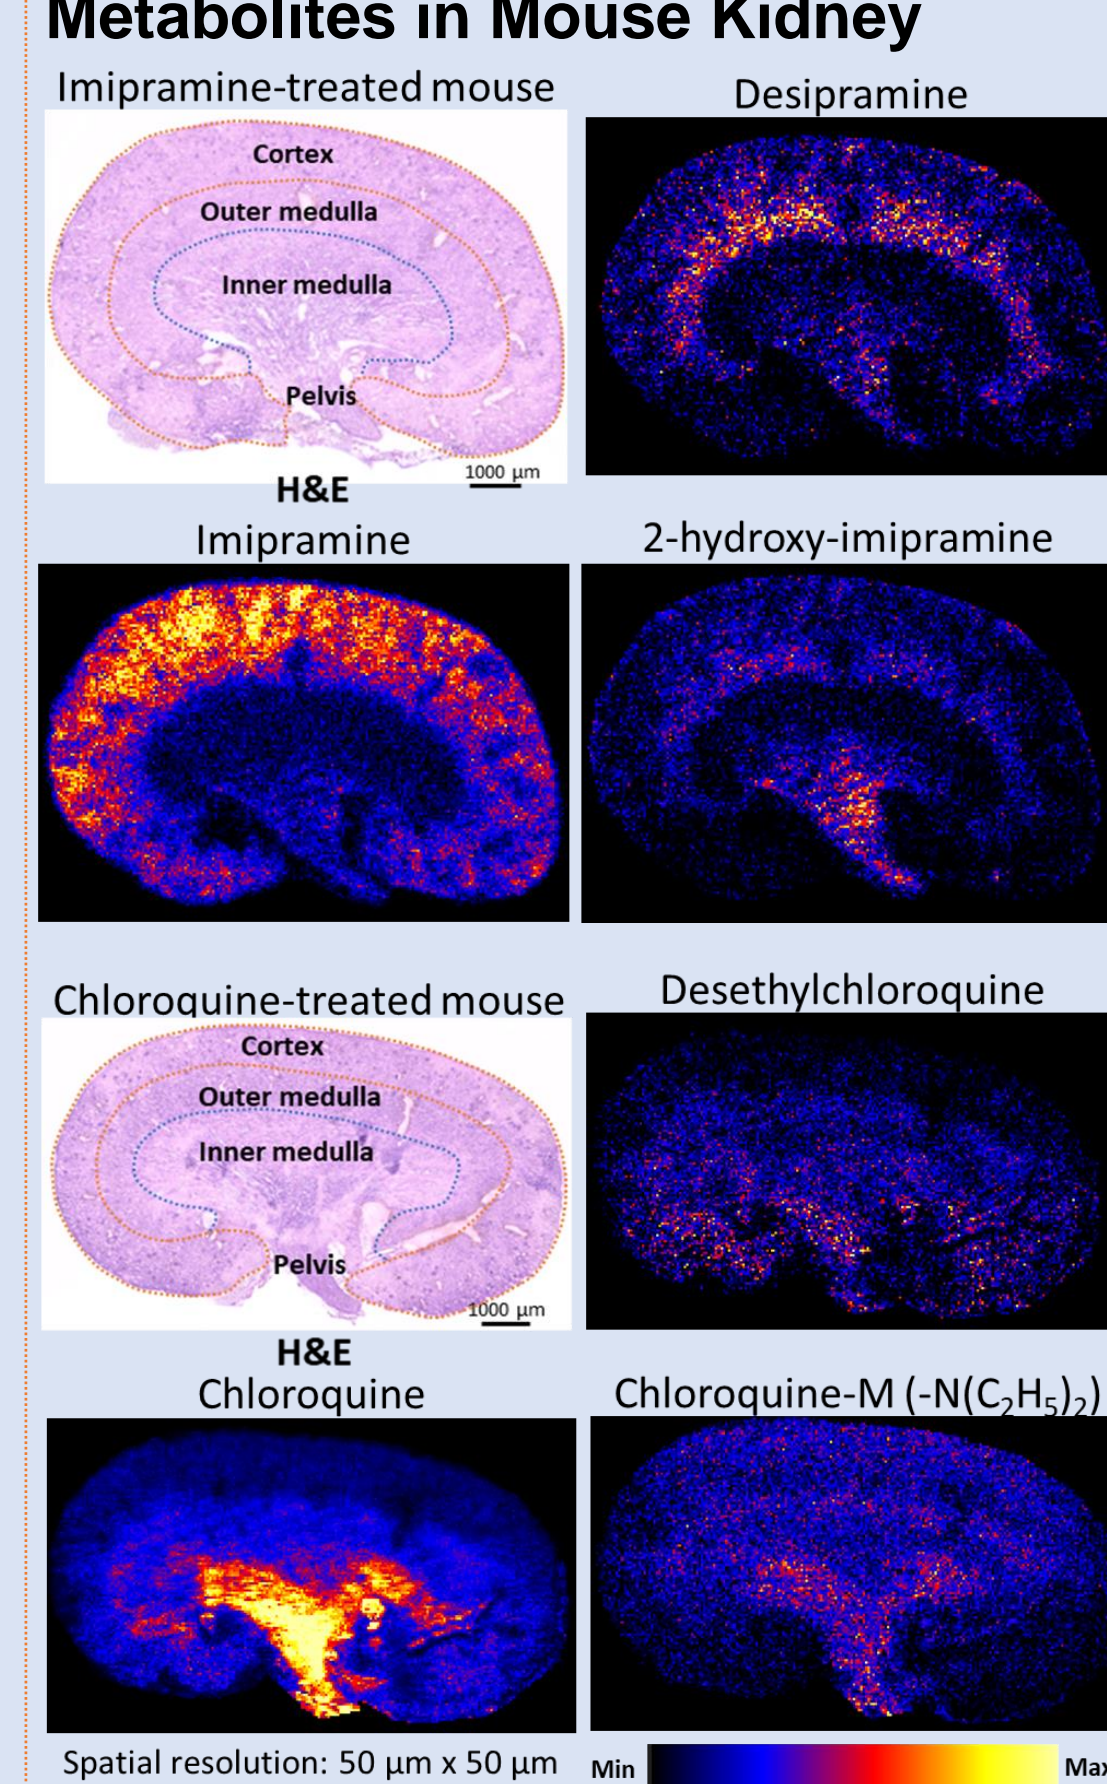 Metabolites in Mouse Kidney
Imipramine-treated mouse
Desipramine
Cortex
Outer medulla
Inner medulla
Pelvis
1000 µm
H&E
Imipramine
2-hydroxy-imipramine
Chloroquine-treated mouse
Desethylchloroquine
Cortex
Outer medulla
Inner medulla
Pelvis
1000 µm
H&E
Chloroquine
Chloroquine-M (-N(C₂H₅)₂)
Spatial resolution: 50 µm x 50 µm
Min
Max